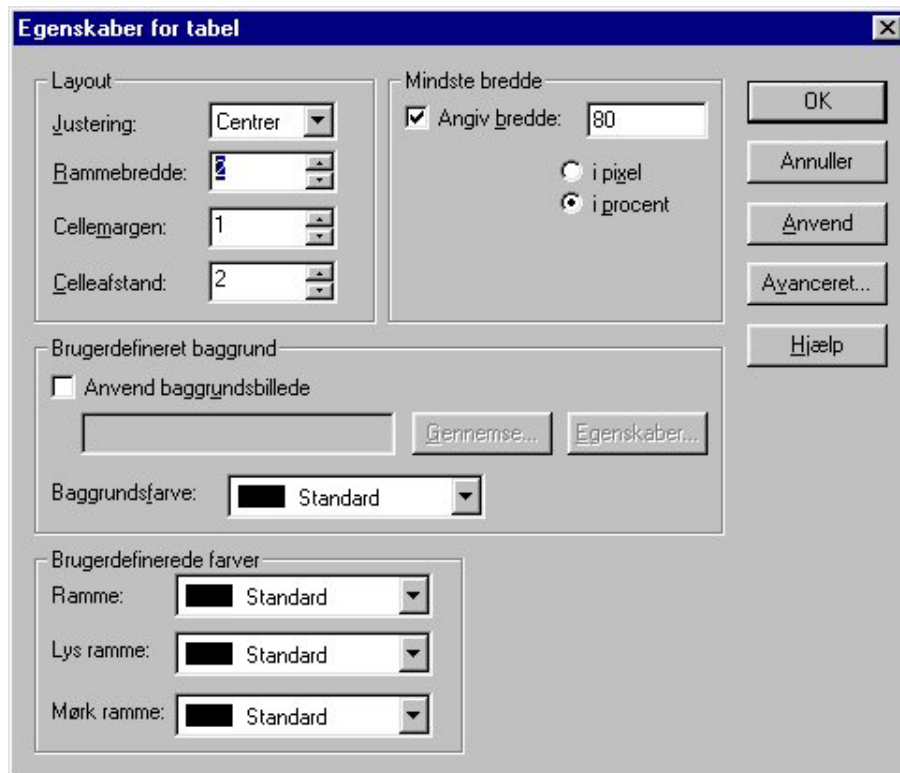 Egenskaber for tabel
Layout
Justering: Centrer
Rammebredde: 2
Cellemargen: 1
Celleafstand: 2
Mindste bredde
Angiv bredde: 80
i pixel
i procent
OK
Annuller
Anvend
Avanceret...
Hjælp
Brugerdefineret baggrund
Anvend baggrundsbillede
Gennemse... Egenskaber...
Baggrundsfarve: Standard
Brugerdefinerede farver
Ramme: Standard
Lys ramme: Standard
Mørk ramme: Standard